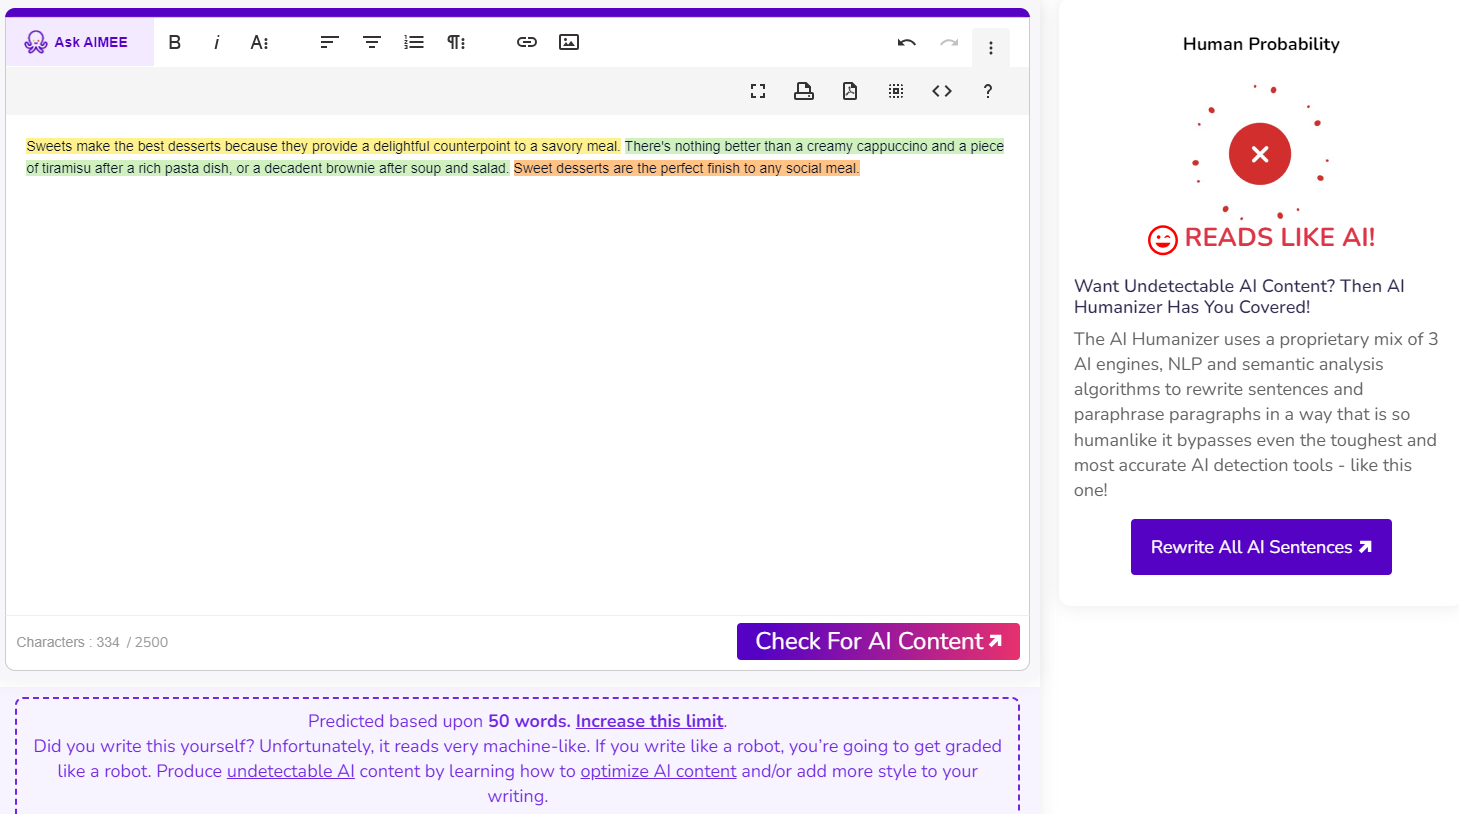 Ask AIMEE
B
i
A
?
Sweets make the best desserts because they provide a delightful counterpoint to a savory meal. There's nothing better than a creamy cappuccino and a piece
of tiramisu after a rich pasta dish, or a decadent brownie after soup and salad. Sweet desserts are the perfect finish to any social meal.
Characters : 334 / 2500
Check For AI Content
Predicted based upon 50 words. Increase this limit.
Did you write this yourself? Unfortunately, it reads very machine-like. If you write like a robot, you're going to get graded
like a robot. Produce undetectable AI content by learning how to optimize AI content and/or add more style to your
writing.
Human Probability
READS LIKE AI!
Want Undetectable AI Content? Then AI
Humanizer Has You Covered!
The AI Humanizer uses a proprietary mix of 3
AI engines, NLP and semantic analysis
algorithms to rewrite sentences and
paraphrase paragraphs in a way that is so
humanlike it bypasses even the toughest and
most accurate AI detection tools - like this
one!
Rewrite All AI Sentences